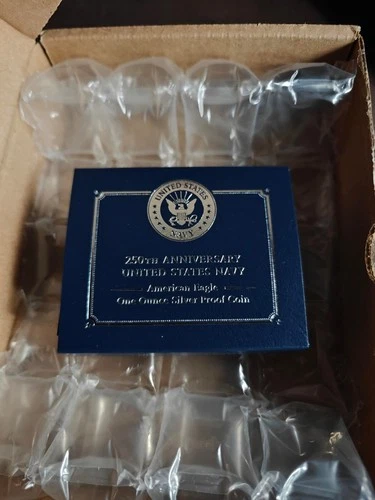 UNITED STATES
NAVY
250TH ANNIVERSARY
UNITED STATES NAVY
American Eagle
One Ounce Silver Proof Coin